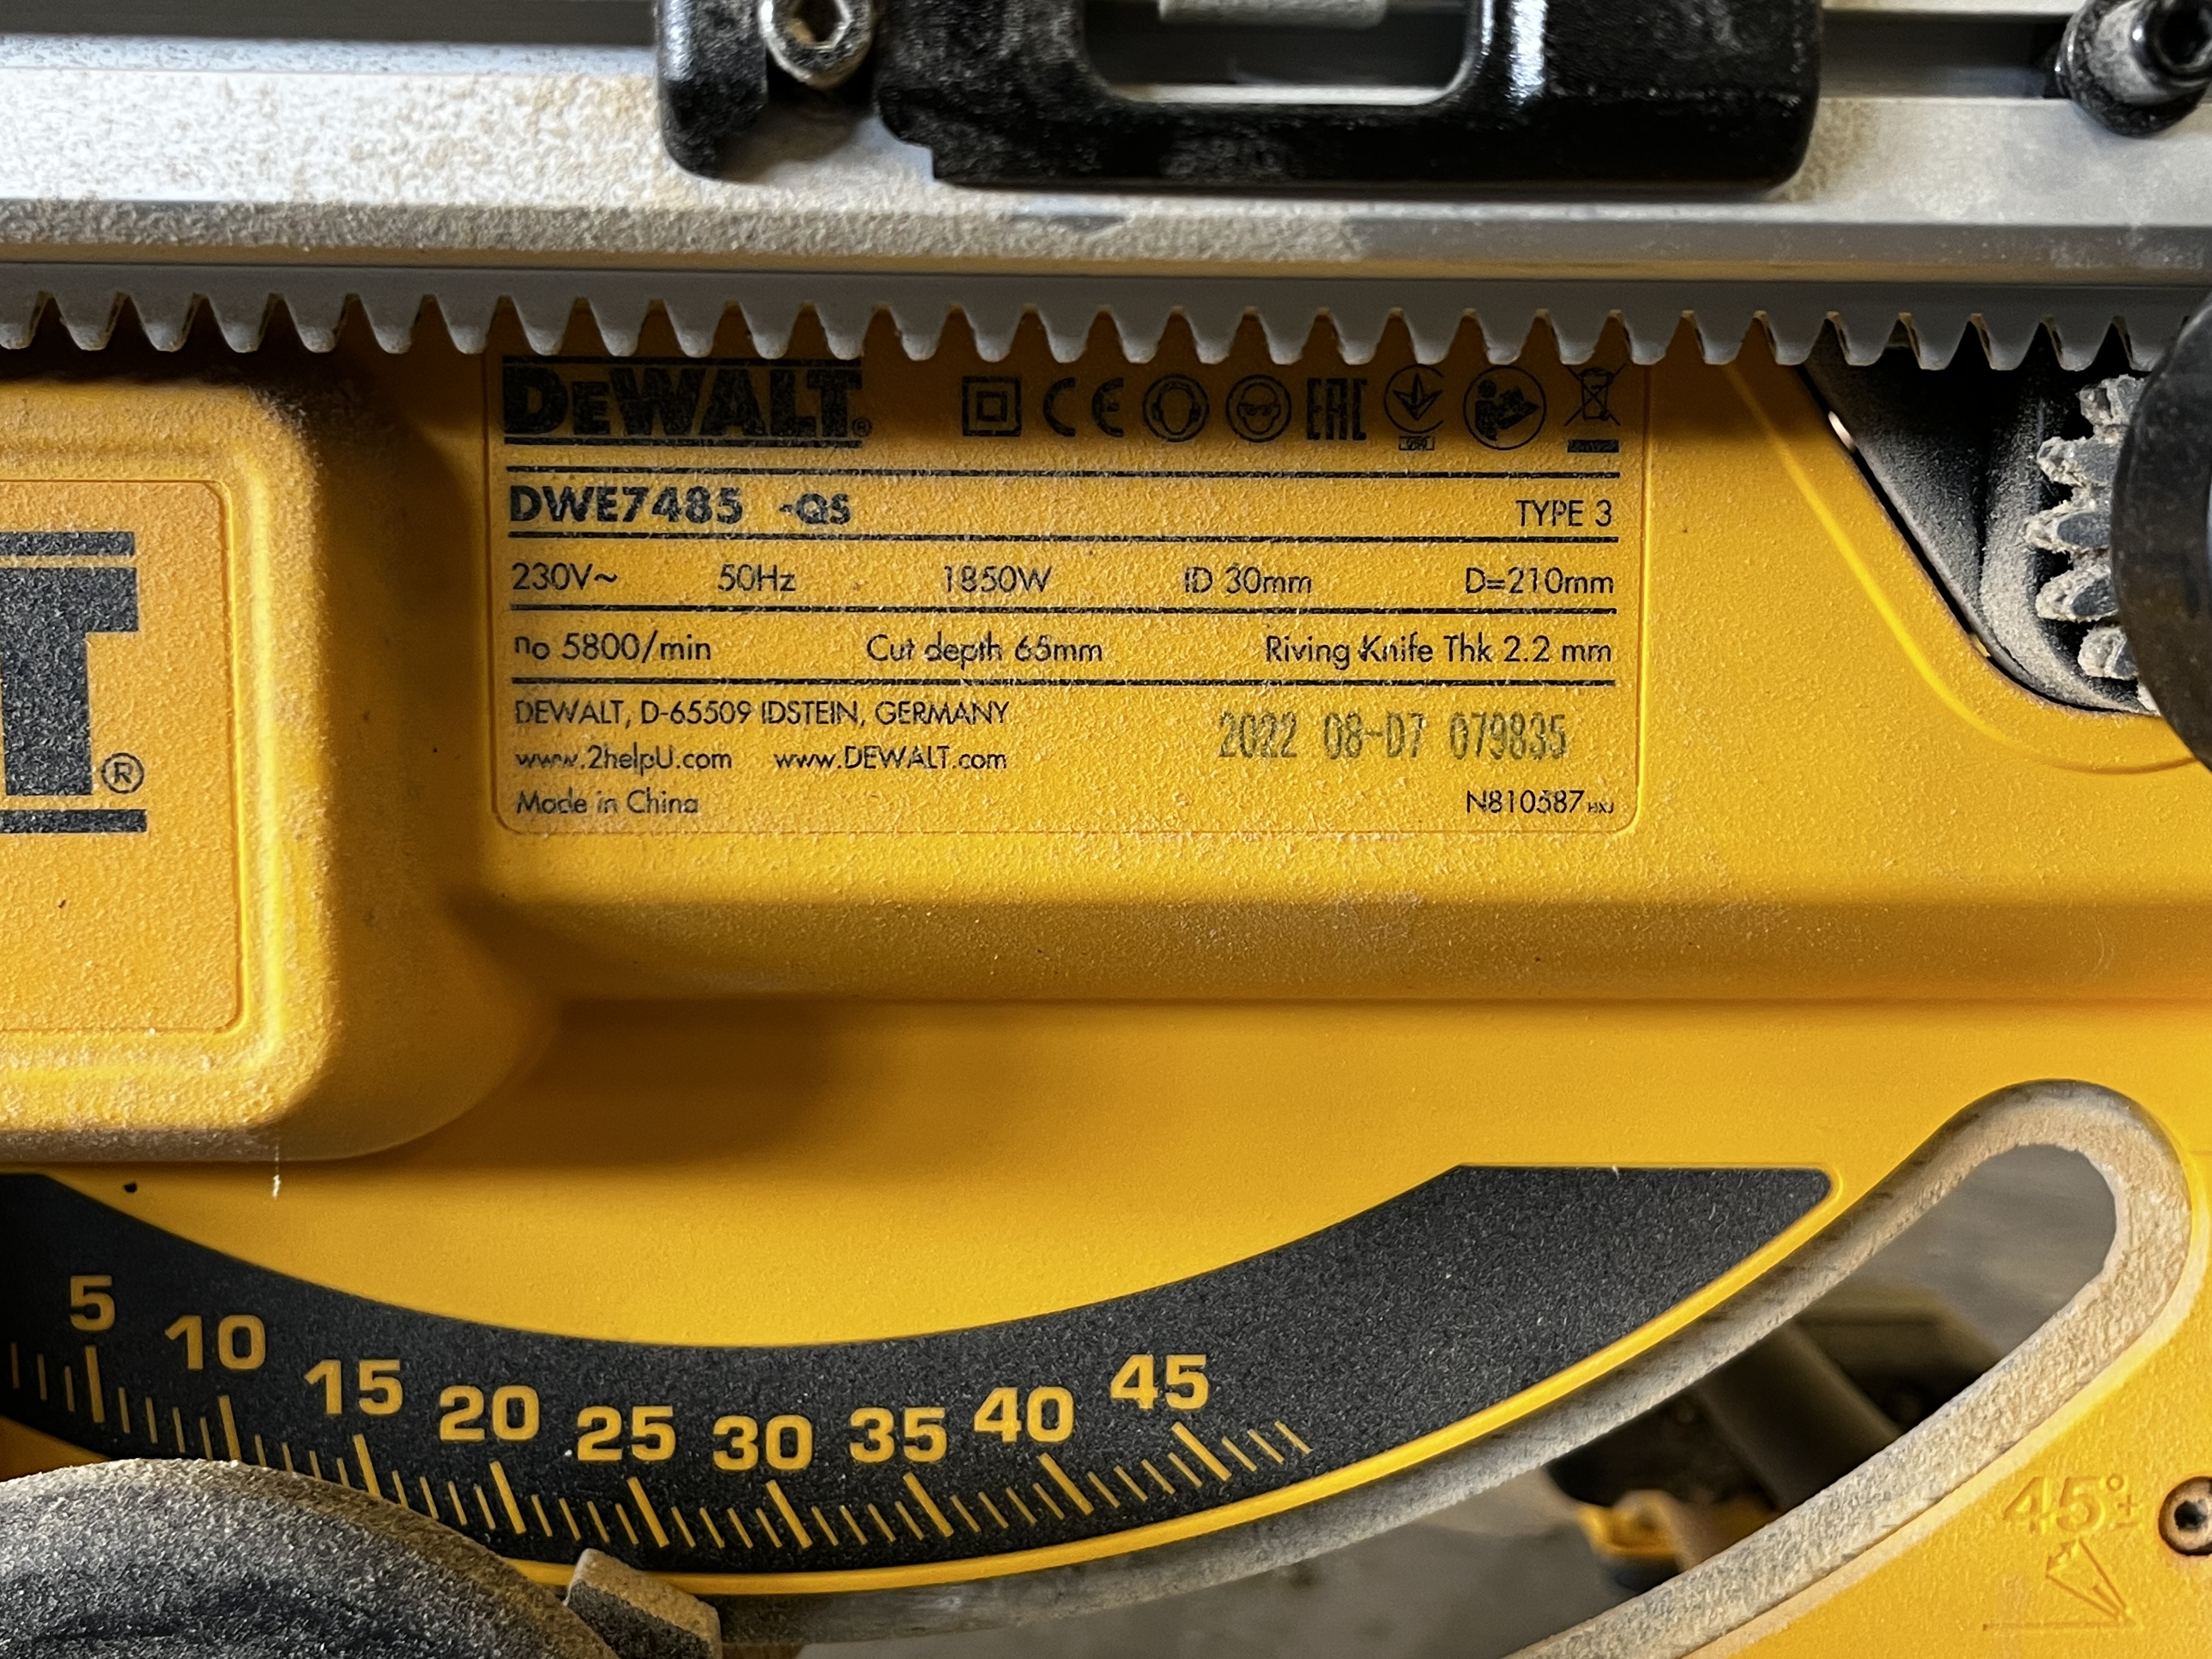 DEWALT®
DWE7485 -QS TYPE 3
230V~ 50Hz 1850W ID 30mm D=210mm
no 5800/min Cut depth 65mm Riving Knife Thk 2.2 mm
DEWALT, D-65509 IDSTEIN, GERMANY
www.2helpU.com www.DEWALT.com
2022 08-D7 079835
Made in China
N810587
T®
5 10 15 20 25 30 35 40 45
45°±